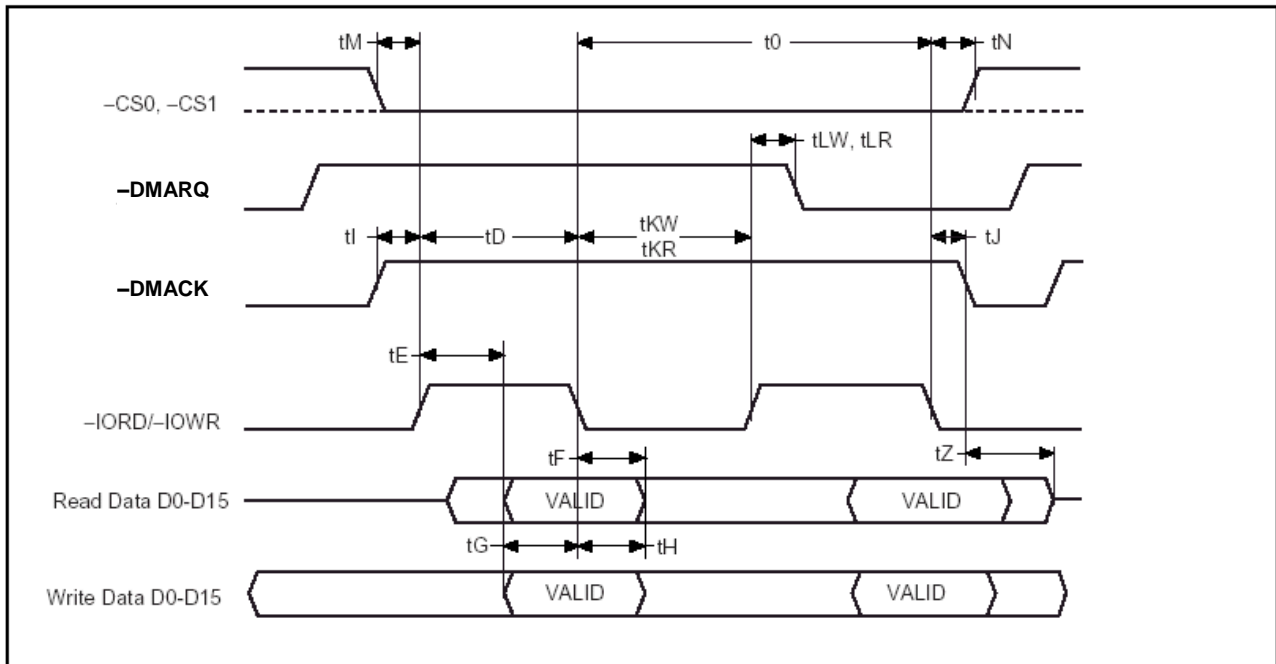 tM
t0
tN
–CS0, –CS1
tLW, tLR
–DMARQ
tI
tD
tKW
tKR
tJ
–DMACK
tE
–IORD/–IOWR
tF
tZ
Read Data D0-D15
VALID
VALID
tG
tH
Write Data D0-D15
VALID
VALID